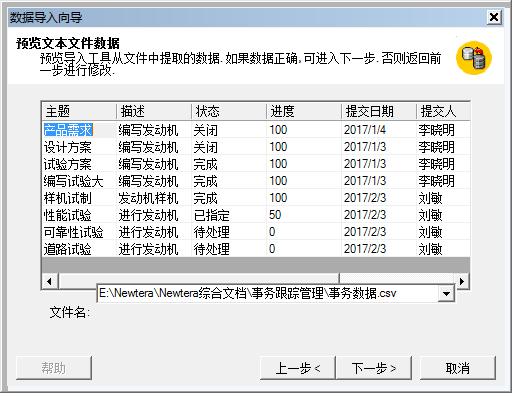 数据导入向导
预览文本文件数据
预览导入工具从文件中提取的数据. 如果数据正确,可进入下一步. 否则返回前
一步进行修改.
主题 描述 状态 进度 提交日期 提交人
产品需求 编写发动机 关闭 100 2017/1/4 李晓明
设计方案 编写发动机 关闭 100 2017/1/3 李晓明
试验方案 编写发动机 完成 100 2017/1/3 李晓明
编写试验大 编写发动机 完成 100 2017/1/3 李晓明
样机试制 发动机样机 完成 100 2017/2/3 刘敏
性能试验 进行发动机 已指定 50 2017/2/3 刘敏
可靠性试验 进行发动机 待处理 0 2017/2/3 刘敏
道路试验 进行发动机 待处理 0 2017/2/3 刘敏
E:\Newtera\Newtera综合文档\事务跟踪管理\事务数据.csv
文件名:
帮助 上一步 < 下一步 > 取消